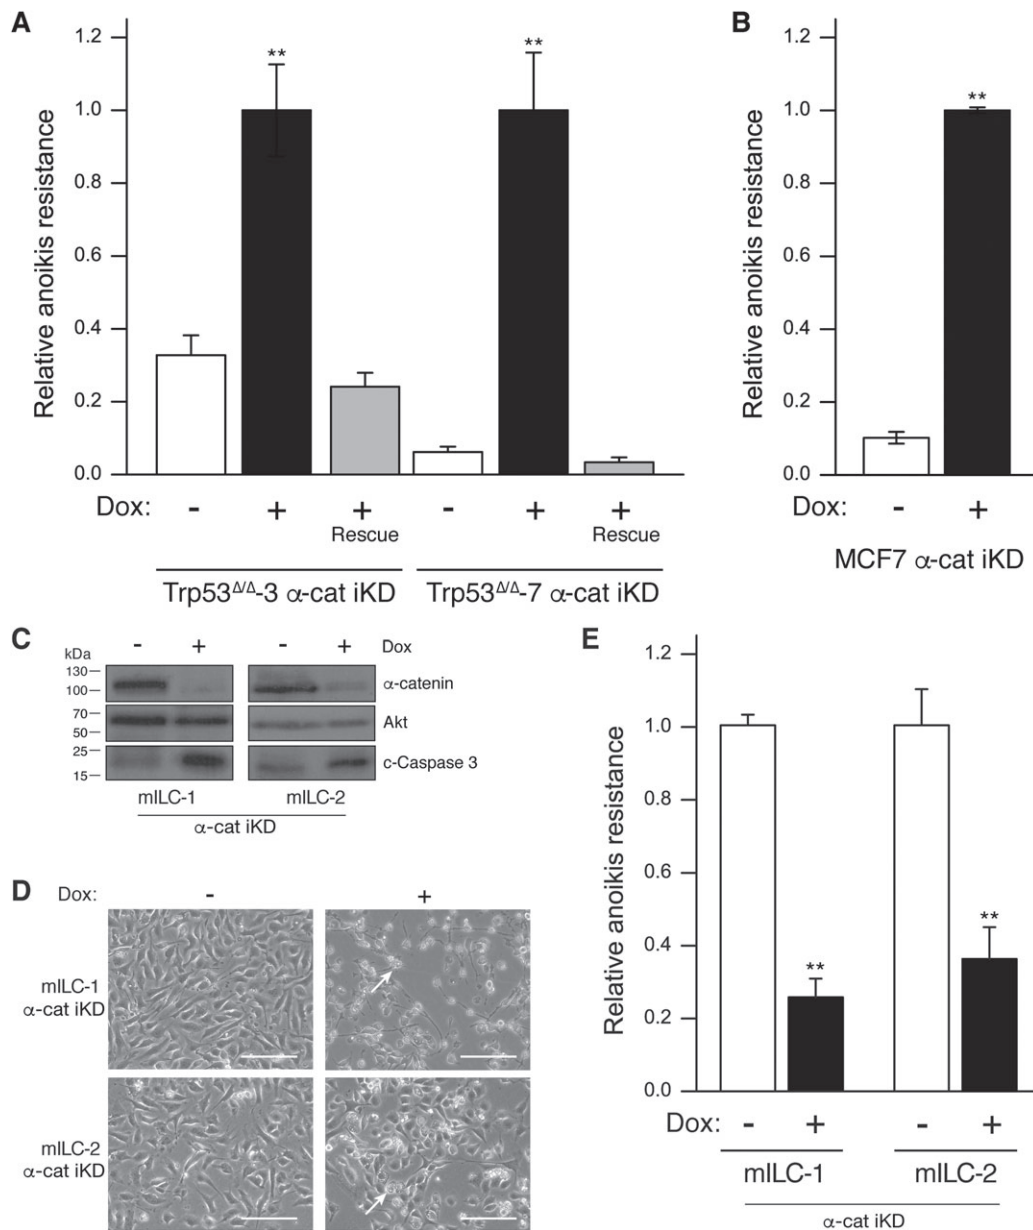 A
Relative anoikis resistance
1.2
1.0
0.8
0.6
0.4
0.2
0.0
**
**
Dox: - + + - + +
Rescue Rescue
Trp53Δ/Δ-3 α-cat iKD Trp53Δ/Δ-7 α-cat iKD
B
Relative anoikis resistance
1.2
1.0
0.8
0.6
0.4
0.2
0.0
**
Dox: - +
MCF7 α-cat iKD
C
kDa - + - + Dox
130
100
α-catenin
70
50
Akt
25
15
c-Caspase 3
mILC-1 mILC-2
α-cat iKD
D
Dox: - +
mILC-1
α-cat iKD
mILC-2
α-cat iKD
E
Relative anoikis resistance
1.2
1.0
0.8
0.6
0.4
0.2
0.0
**
**
Dox: - + - +
mILC-1 mILC-2
α-cat iKD